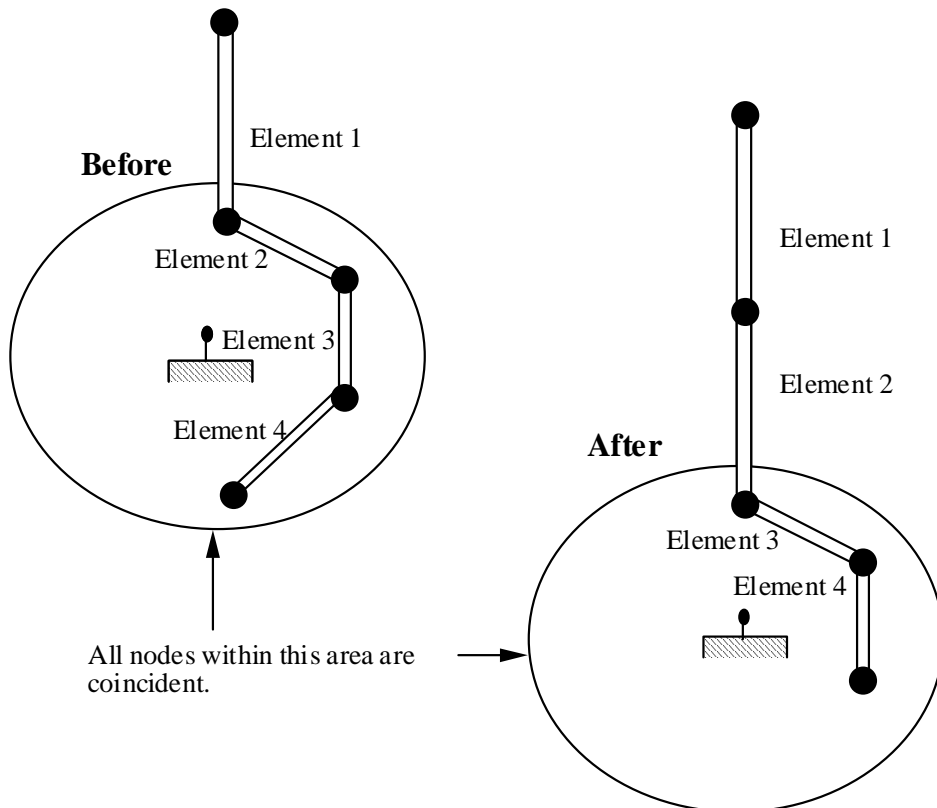 Element 1
Before
Element 2
Element 3
Element 4
Element 1
Element 2
After
Element 3
Element 4
All nodes within this area are
coincident.